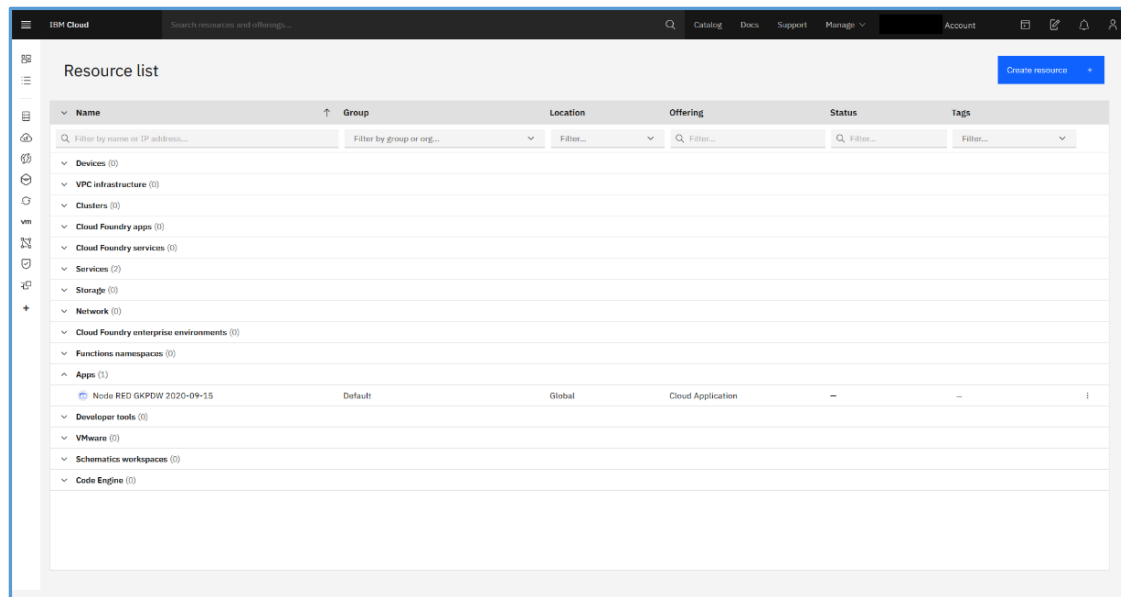 IBM Cloud Search resources and offerings... Catalog Docs Support Manage Account
Resource list
Create resource +
Name Group Location Offering Status Tags
Filter by name or IP address... Filter by group or org... Filter... Filter... Filter... Filter...
Devices (0)
VPC infrastructure (0)
Clusters (0)
Cloud Foundry apps (0)
Cloud Foundry services (0)
vm
Services (2)
Storage (0)
Network (0)
Cloud Foundry enterprise environments (0)
Functions namespaces (0)
Apps (1)
Node RED GKPDW 2020-09-15 Default Global Cloud Application – –
Developer tools (0)
VMware (0)
Schematics workspaces (0)
Code Engine (0)